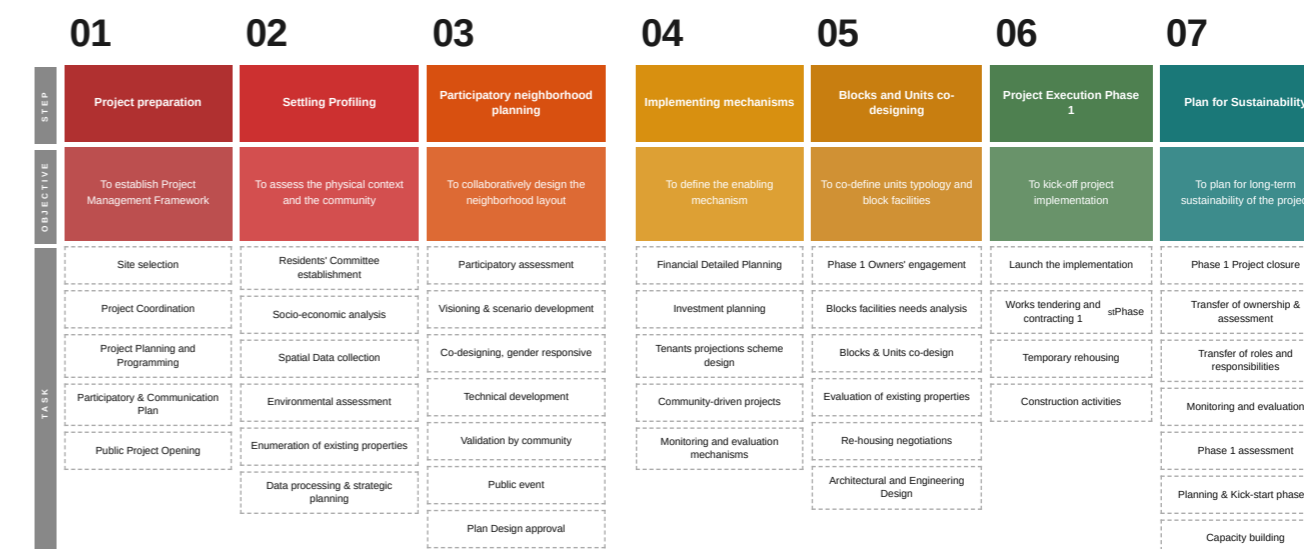 01
02
03
04
05
06
07
STEP
Project preparation
Settling Profiling
Participatory neighborhood
planning
Implementing mechanisms
Blocks and Units co-
designing
Project Execution Phase
1
Plan for Sustainability
OBJECTIVE
To establish Project
Management Framework
To assess the physical context
and the community
To collaboratively design the
neighborhood layout
To define the enabling
mechanism
To co-define units typology and
block facilities
To kick-off project
implementation
To plan for long-term
sustainability of the project
TASK
Site selection
Project Coordination
Project Planning and
Programming
Participatory & Communication
Plan
Public Project Opening
Residents' Committee
establishment
Socio-economic analysis
Spatial Data collection
Environmental assessment
Enumeration of existing properties
Data processing & strategic
planning
Participatory assessment
Visioning & scenario development
Co-designing, gender responsive
Technical development
Validation by community
Public event
Plan Design approval
Financial Detailed Planning
Investment planning
Tenants projections scheme
design
Community-driven projects
Monitoring and evaluation
mechanisms
Phase 1 Owners' engagement
Blocks facilities needs analysis
Blocks & Units co-design
Evaluation of existing properties
Re-housing negotiations
Architectural and Engineering
Design
Launch the implementation
Works tendering and
contracting 1 stPhase
Temporary rehousing
Construction activities
Phase 1 Project closure
Transfer of ownership &
assessment
Transfer of roles and
responsibilities
Monitoring and evaluation
Phase 1 assessment
Planning & Kick-start phase
Capacity building